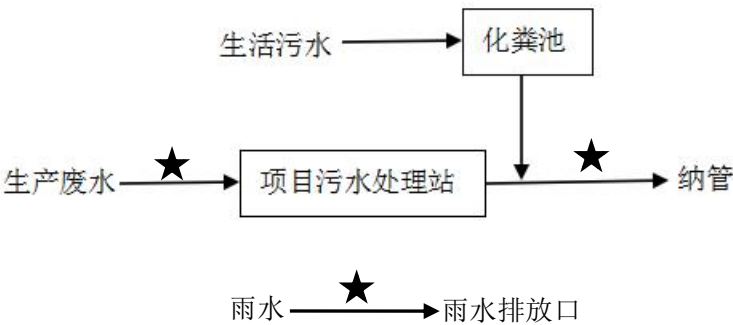 生活污水
化粪池
生产废水
项目污水处理站
纳管
雨水
雨水排放口